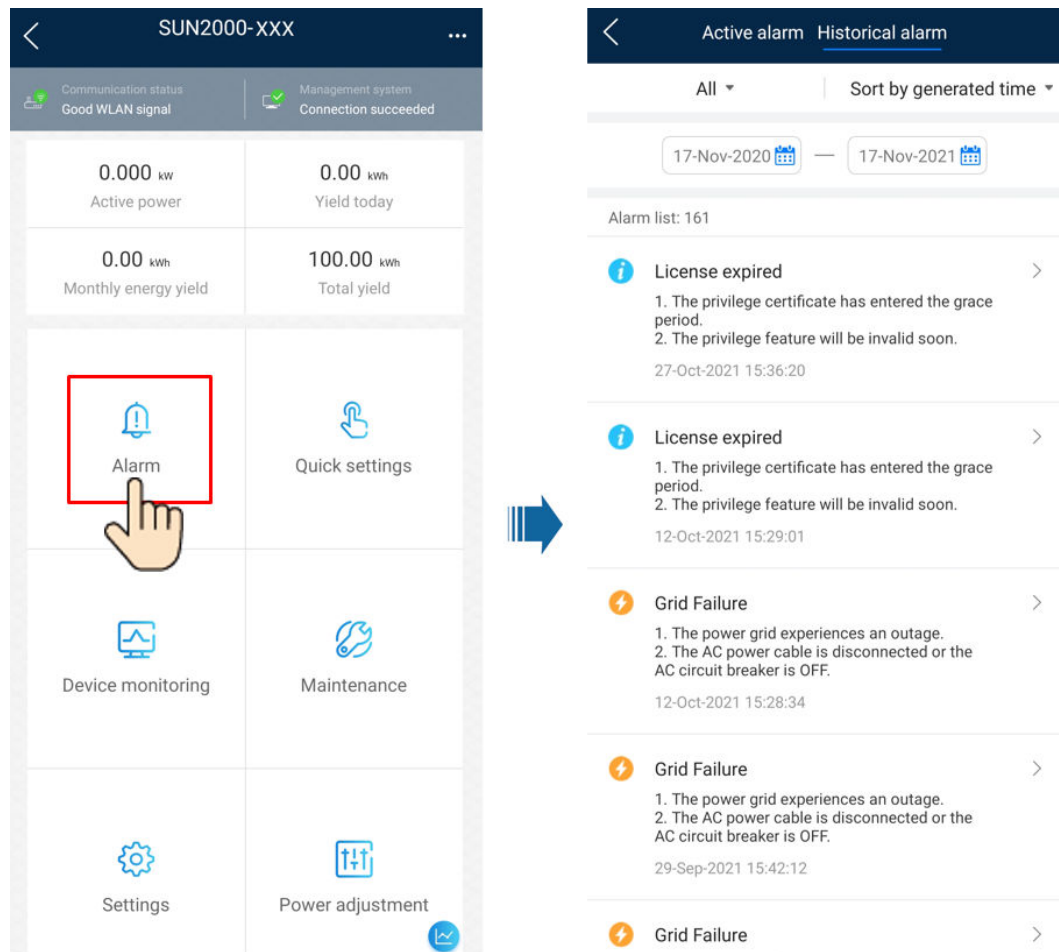 SUN2000-XXX
...
Communication status
Good WLAN signal
Management system
Connection succeeded
0.000 kW
Active power
0.00 kWh
Yield today
0.00 kWh
Monthly energy yield
100.00 kWh
Total yield
Alarm
Quick settings
Device monitoring
Maintenance
Settings
Power adjustment
Active alarm Historical alarm
All
Sort by generated time
17-Nov-2020 — 17-Nov-2021
Alarm list: 161
License expired
1. The privilege certificate has entered the grace
period.
2. The privilege feature will be invalid soon.
27-Oct-2021 15:36:20
License expired
1. The privilege certificate has entered the grace
period.
2. The privilege feature will be invalid soon.
12-Oct-2021 15:29:01
Grid Failure
1. The power grid experiences an outage.
2. The AC power cable is disconnected or the
AC circuit breaker is OFF.
12-Oct-2021 15:28:34
Grid Failure
1. The power grid experiences an outage.
2. The AC power cable is disconnected or the
AC circuit breaker is OFF.
29-Sep-2021 15:42:12
Grid Failure